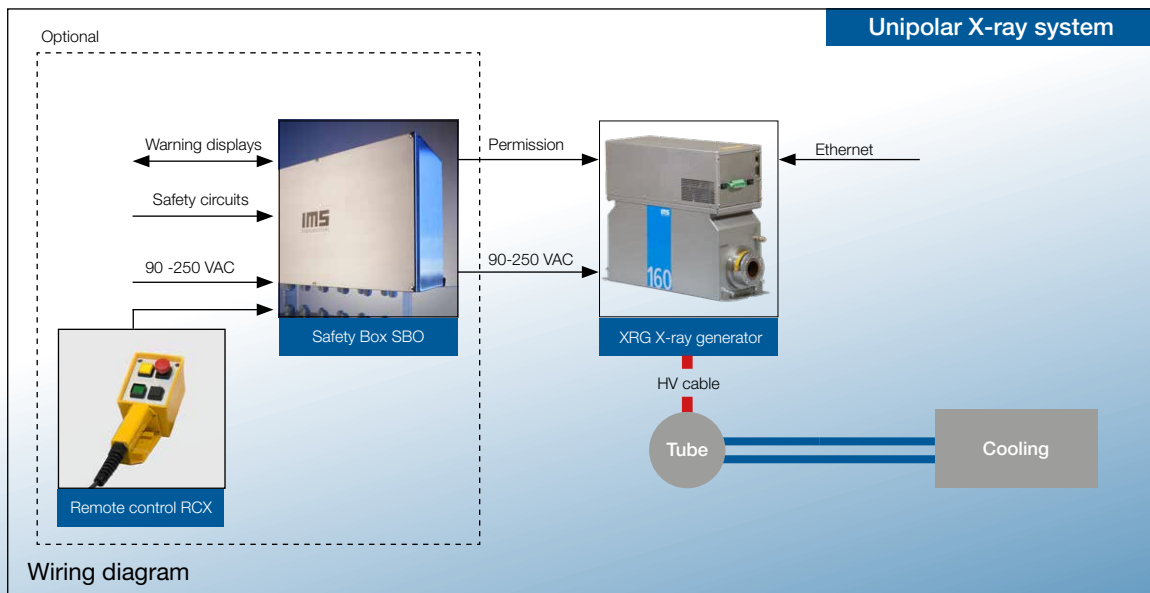 Unipolar X-ray system
Optional
Warning displays
Permission
Ethernet
Safety circuits
IMS
90 -250 VAC
90-250 VAC
160
Safety Box SBO
XRG X-ray generator
HV cable
Tube
Cooling
Remote control RCX
Wiring diagram